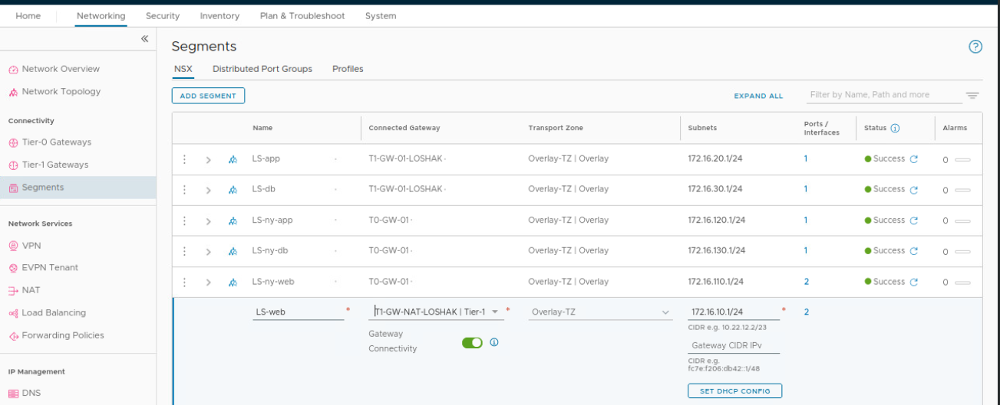 Home Networking Security Inventory Plan & Troubleshoot System
«
Network Overview
Network Topology
Connectivity
Tier-0 Gateways
Tier-1 Gateways
Segments
Network Services
VPN
EVPN Tenant
NAT
Load Balancing
Forwarding Policies
IP Management
DNS
Segments
?
NSX Distributed Port Groups Profiles
ADD SEGMENT EXPAND ALL Filter by Name, Path and more
Name Connected Gateway Transport Zone Subnets Ports / Interfaces Status Alarms
LS-app T1-GW-01-LOSHAK Overlay-TZ | Overlay 172.16.20.1/24 1 Success 0
LS-db T1-GW-01-LOSHAK Overlay-TZ | Overlay 172.16.30.1/24 1 Success 0
LS-ny-app T0-GW-01 Overlay-TZ | Overlay 172.16.120.1/24 1 Success 0
LS-ny-db T0-GW-01 Overlay-TZ | Overlay 172.16.130.1/24 1 Success 0
LS-ny-web T0-GW-01 Overlay-TZ | Overlay 172.16.110.1/24 2 Success 0
LS-web * T1-GW-NAT-LOSHAK | Tier-1 * Overlay-TZ 172.16.10.1/24 * 2
CIDR e.g. 10.22.12.2/23
Gateway
Connectivity
Gateway CIDR IPv
CIDR e.g.
fc7e:f206:db42::1/48
SET DHCP CONFIG